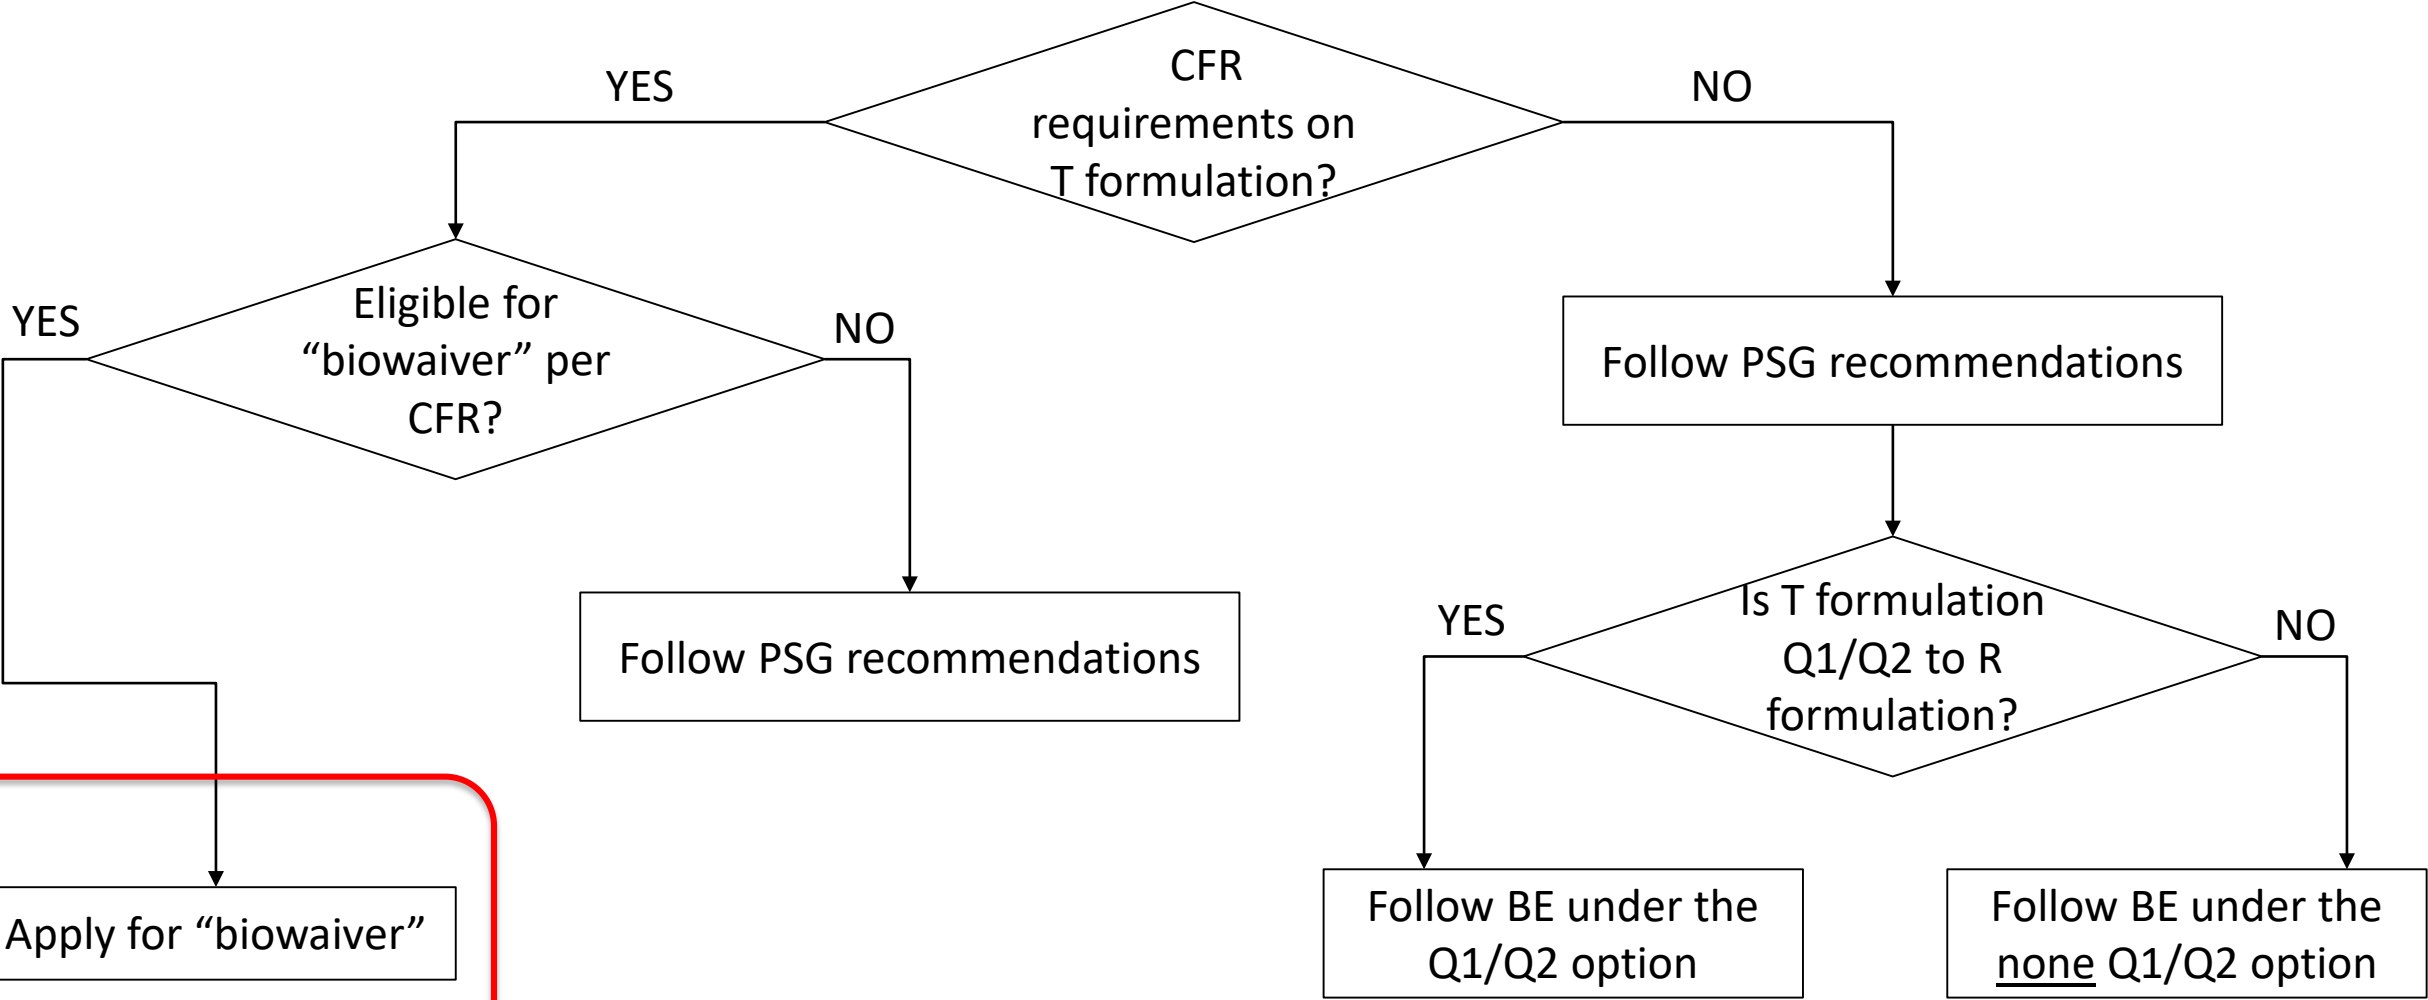 CFR
requirements on
T formulation?
YES
NO
Eligible for
“biowaiver” per
CFR?
YES
NO
Follow PSG recommendations
Follow PSG recommendations
Is T formulation
Q1/Q2 to R
formulation?
YES
NO
Apply for “biowaiver”
Follow BE under the
Q1/Q2 option
Follow BE under the
none Q1/Q2 option